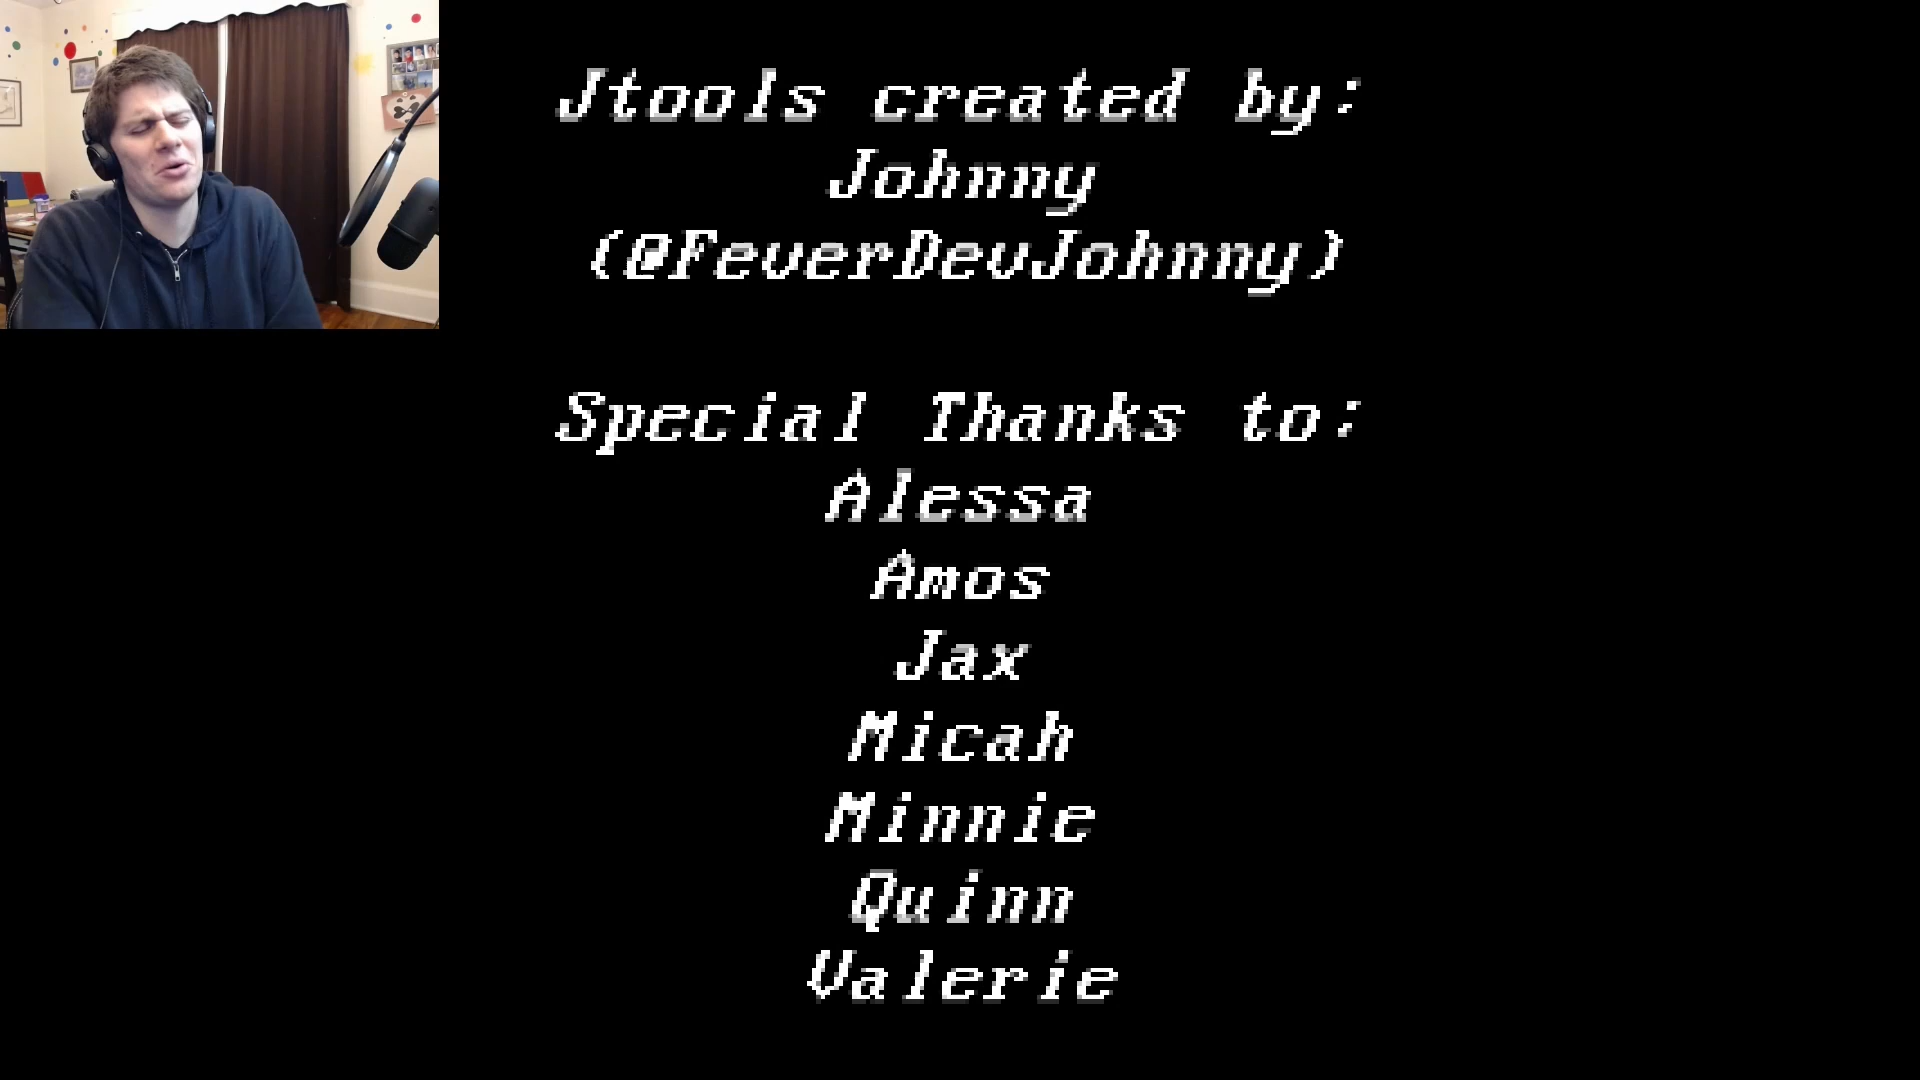 Jtools created by:
Johnny
(@FeverDevJohnny)
Special Thanks to:
Alessa
Amos
Jax
Micah
Minnie
Quinn
Valerie